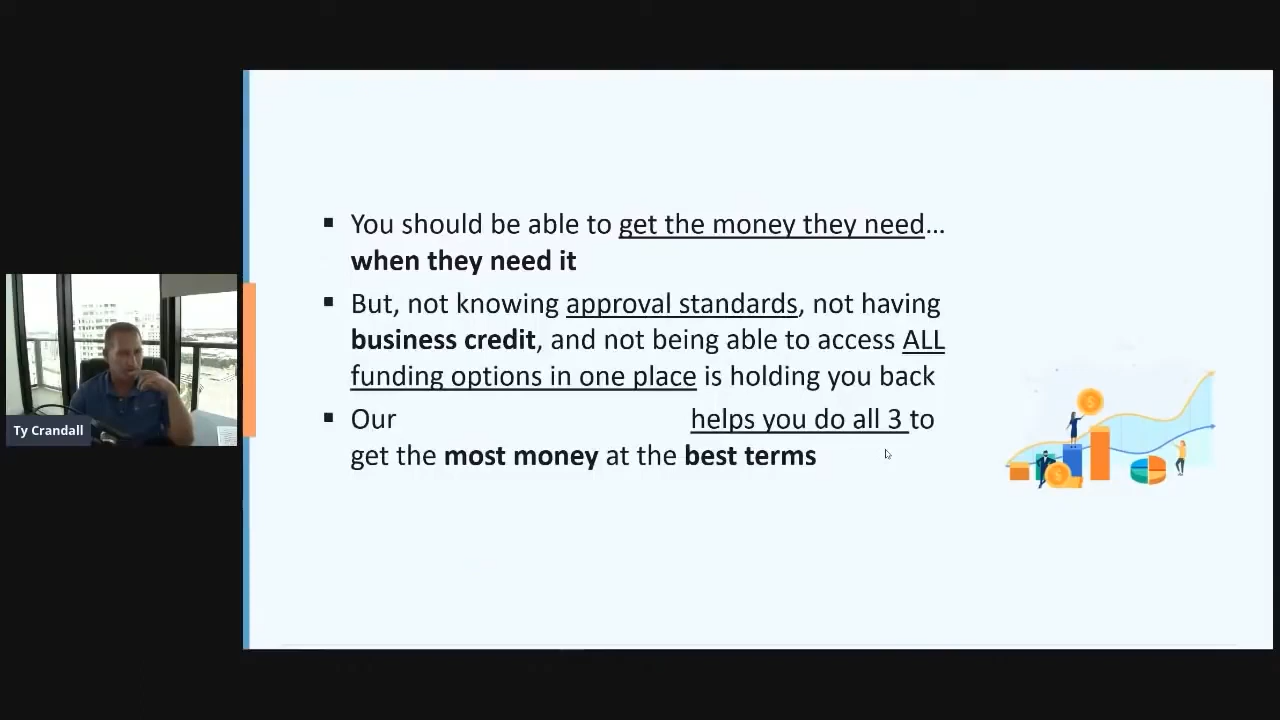 You should be able to get the money they need…
when they need it
But, not knowing approval standards, not having
business credit, and not being able to access ALL
funding options in one place is holding you back
Our helps you do all 3 to
get the most money at the best terms
Ty Crandall